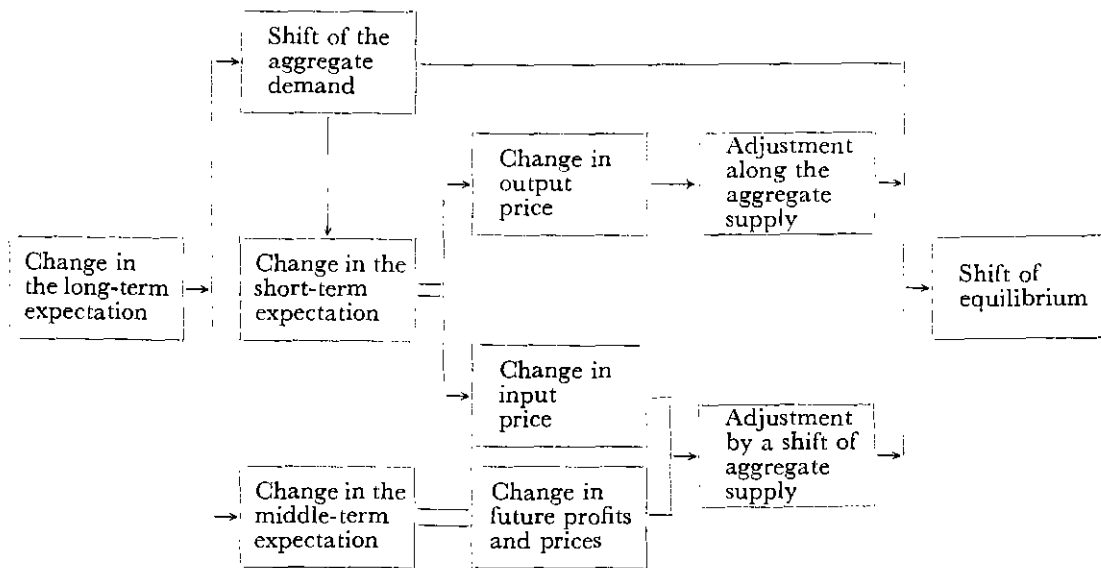 Shift of the
aggregate
demand
Change in
output
price
Adjustment
along the
aggregate
supply
Change in
the long-term
expectation
Change in the
short-term
expectation
Shift of
equilibrium
Change in
input
price
Adjustment
by a shift of
aggregate
supply
Change in the
middle-term
expectation
Change in
future profits
and prices